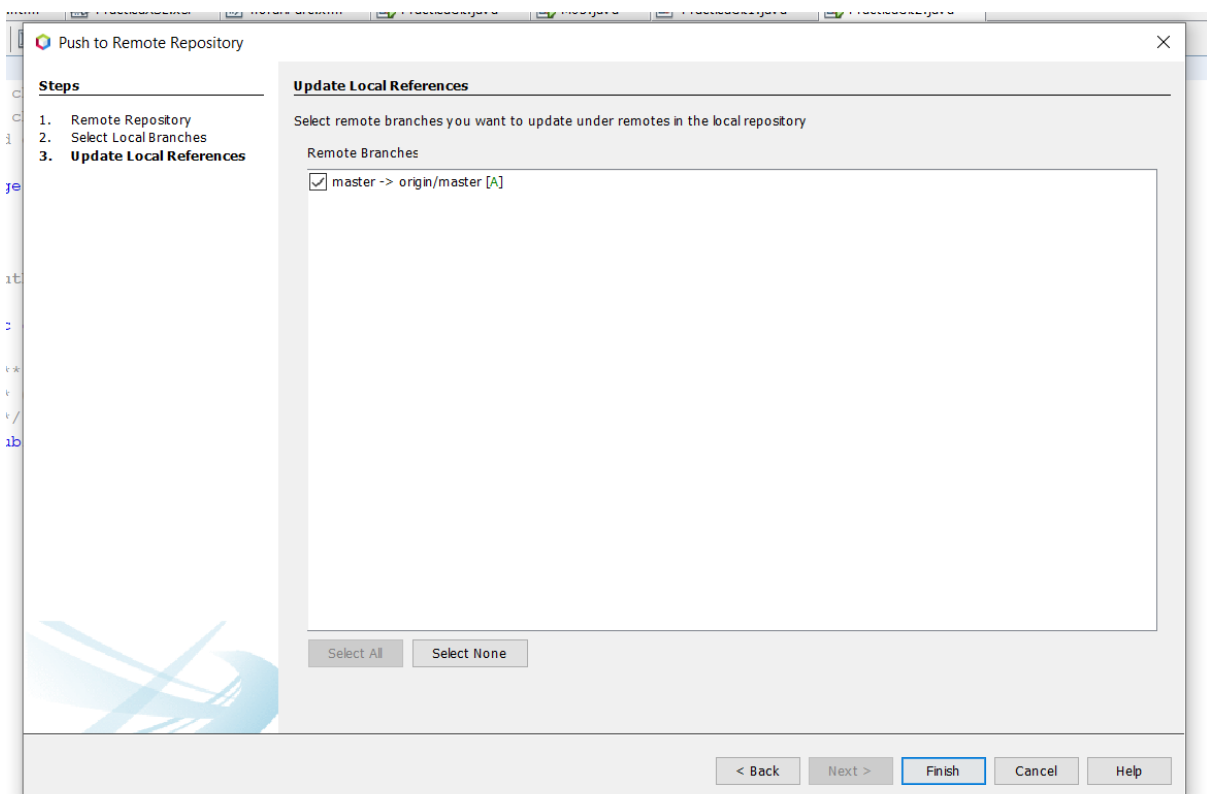 Push to Remote Repository
Steps
1. Remote Repository
2. Select Local Branches
3. Update Local References
Update Local References
Select remote branches you want to update under remotes in the local repository
Remote Branches
master -> origin/master [A]
Select All
Select None
< Back
Next >
Finish
Cancel
Help